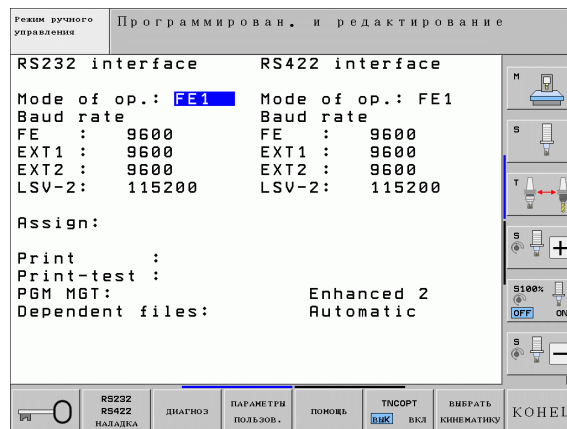 Режим ручного
управления
Программирован. и редактирование
RS232 interface RS422 interface
Mode of op.: FE1 Mode of op.: FE1
Baud rate Baud rate
FE : 9600 FE : 9600
EXT1 : 9600 EXT1 : 9600
EXT2 : 9600 EXT2 : 9600
LSV-2: 115200 LSV-2: 115200
Assign:
Print :
Print-test :
PGM MGT: Enhanced 2
Dependent files: Automatic
M
S
T
S
+
S100%
OFF ON
S
−
RS232
RS422
НАЛАДКА
ДИАГНОЗ
ПАРАМЕТРЫ
ПОЛЬЗОВ.
ПОМОЩЬ
TNCOPT
ВЫК ВКЛ
ВЫБРАТЬ
КИНЕМАТИКУ
КОНЕЦ